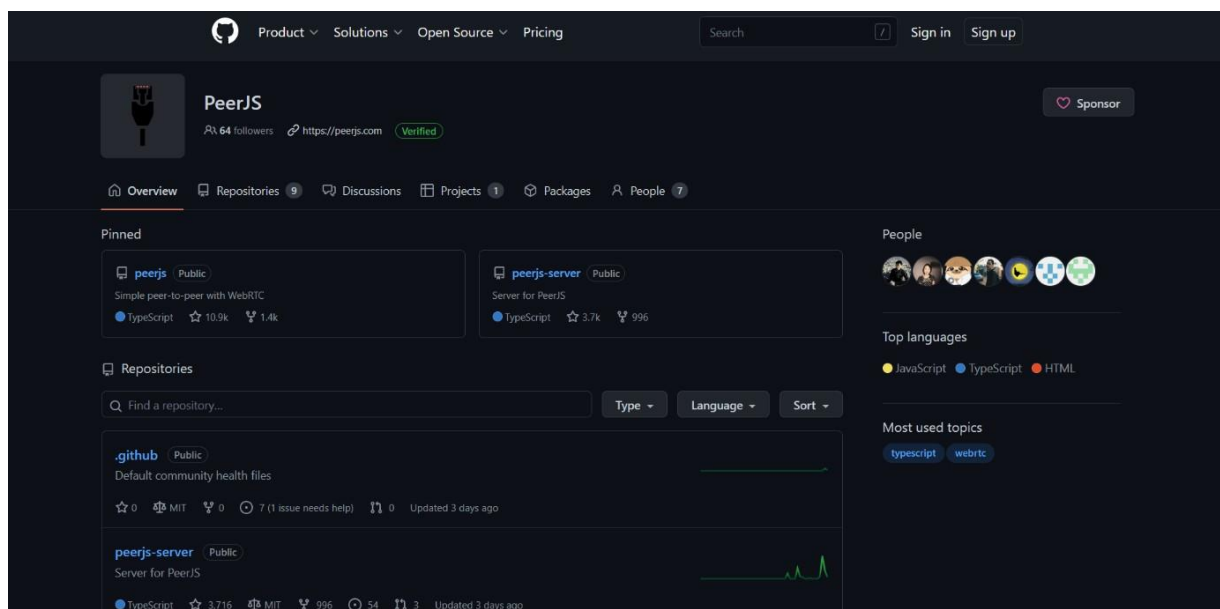 Product Solutions Open Source Pricing Search / Sign in Sign up
PeerJS
Sponsor
64 followers https://peerjs.com Verified
Overview Repositories 9 Discussions Projects 1 Packages People 7
Pinned
peerjs Public
Simple peer-to-peer with WebRTC
TypeScript 10.9k 1.4k
peerjs-server Public
Server for PeerJS
TypeScript 3.7k 996
Repositories
Find a repository... Type Language Sort
.github Public
Default community health files
0 MIT 0 7 (1 issue needs help) 0 Updated 3 days ago
peerjs-server Public
Server for PeerJS
TypeScript 3,716 MIT 996 54 3 Updated 3 days ago
People
Top languages
JavaScript TypeScript HTML
Most used topics
typescript webrtc